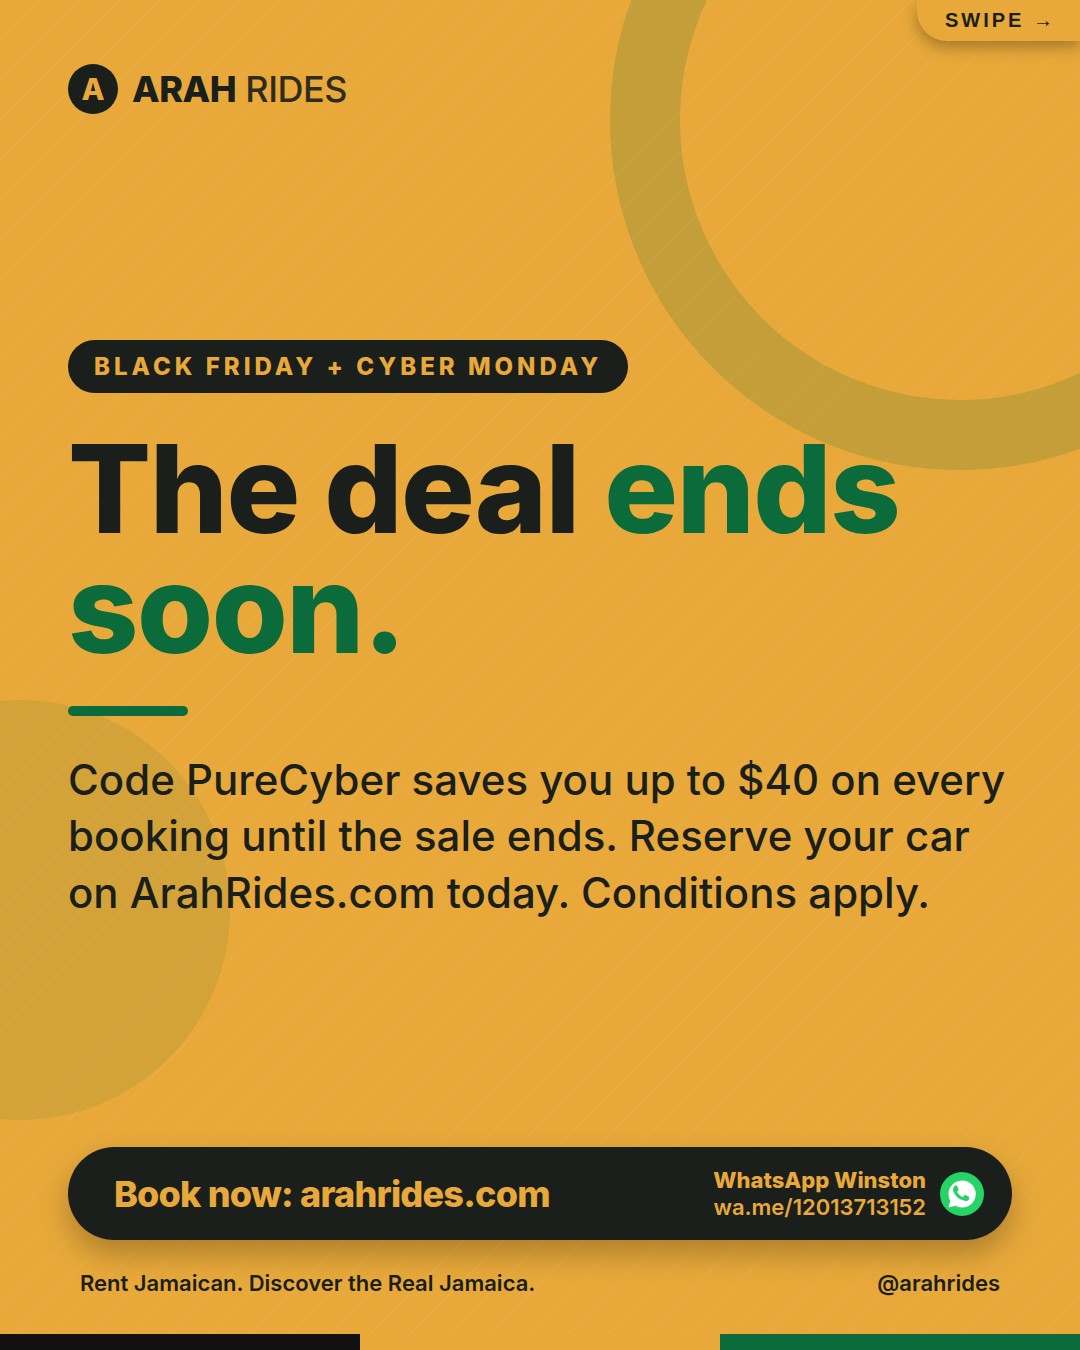 SWIPE →
A ARAH RIDES
BLACK FRIDAY + CYBER MONDAY
The deal ends
soon.
Code PureCyber saves you up to $40 on every
booking until the sale ends. Reserve your car
on ArahRides.com today. Conditions apply.
Book now: arahrides.com
WhatsApp Winston
wa.me/12013713152
Rent Jamaican. Discover the Real Jamaica.
@arahrides